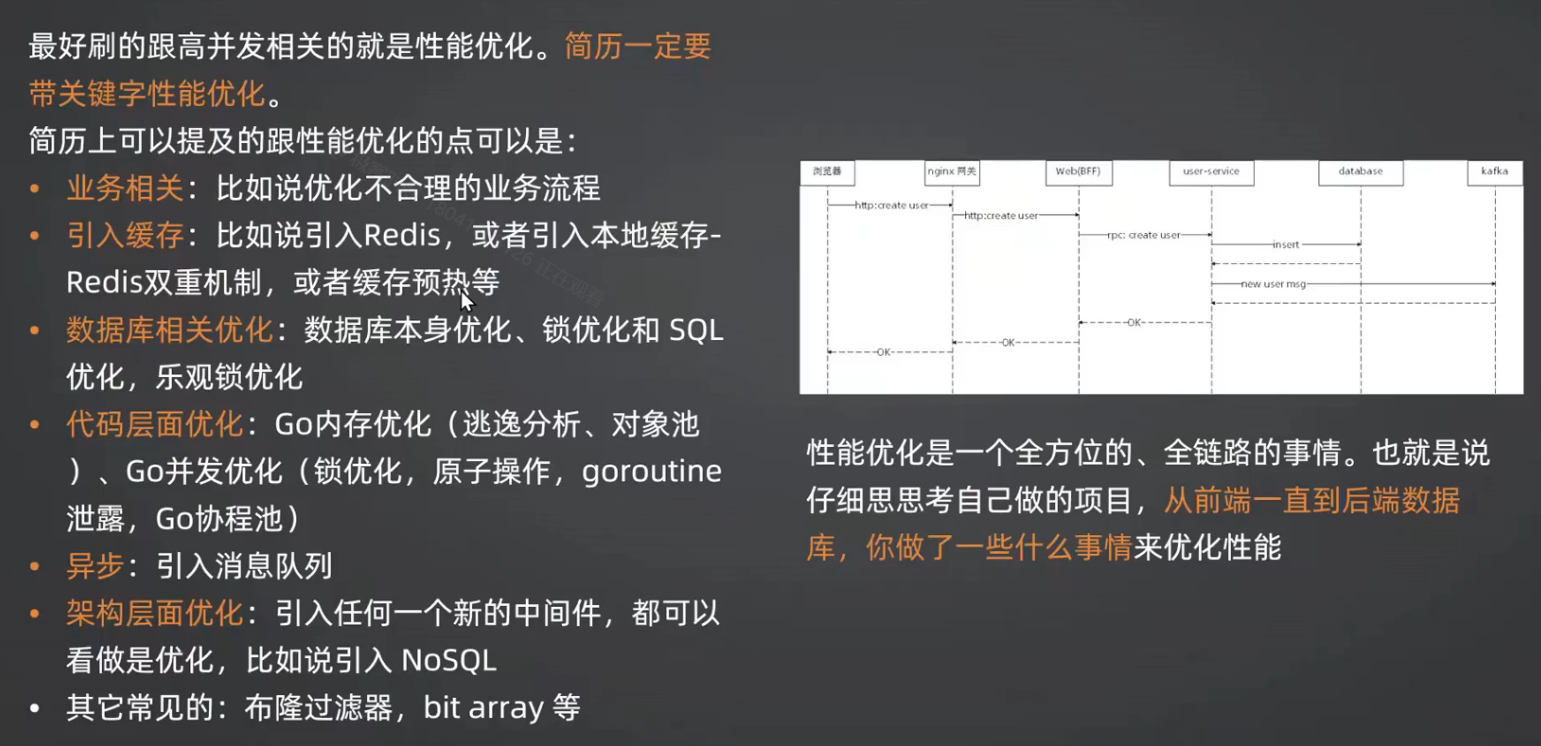 最好刷的跟高并发相关的就是性能优化。简历一定要
带关键字性能优化。
简历上可以提及的跟性能优化的点可以是：
• 业务相关：比如说优化不合理的业务流程
• 引入缓存：比如说引入Redis，或者引入本地缓存-
Redis双重机制，或者缓存预热等
• 数据库相关优化：数据库本身优化、锁优化和 SQL
优化，乐观锁优化
• 代码层面优化：Go内存优化（逃逸分析、对象池
）、Go并发优化（锁优化，原子操作，goroutine
泄露，Go协程池）
• 异步：引入消息队列
• 架构层面优化：引入任何一个新的中间件，都可以
看做是优化，比如说引入 NoSQL
• 其它常见的：布隆过滤器，bit array 等
浏览器 nginx 网关 Web(BFF) user-service database kafka
http:create user
http:create user
rpc: create user
insert
new user msg
OK
OK
OK
性能优化是一个全方位的、全链路的事情。也就是说
仔细思思考自己做的项目，从前端一直到后端数据
库，你做了一些什么事情来优化性能
正在观看